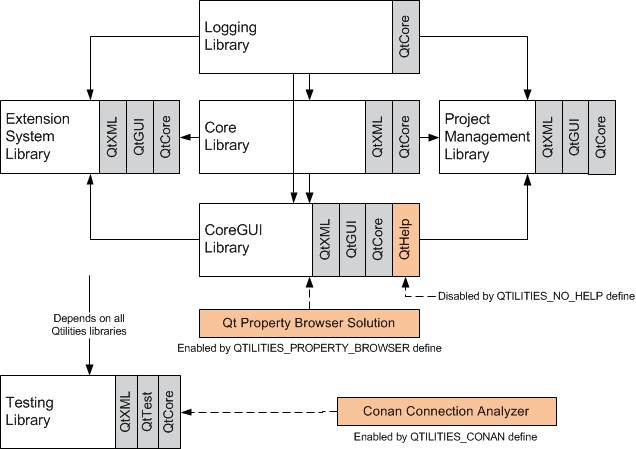 Logging
Library
QtCore
Extension
System
Library
QtXML
QtGUI
QtCore
Core
Library
QtXML
QtCore
Project
Management
Library
QtXML
QtGUI
QtCore
CoreGUI
Library
QtXML
QtGUI
QtCore
QtHelp
Disabled by QTILITIES_NO_HELP define
Depends on all
Qtilities libraries
Qt Property Browser Solution
Enabled by QTILITIES_PROPERTY_BROWSER define
Testing
Library
QtXML
QtTest
QtCore
Conan Connection Analyzer
Enabled by QTILITIES_CONAN define